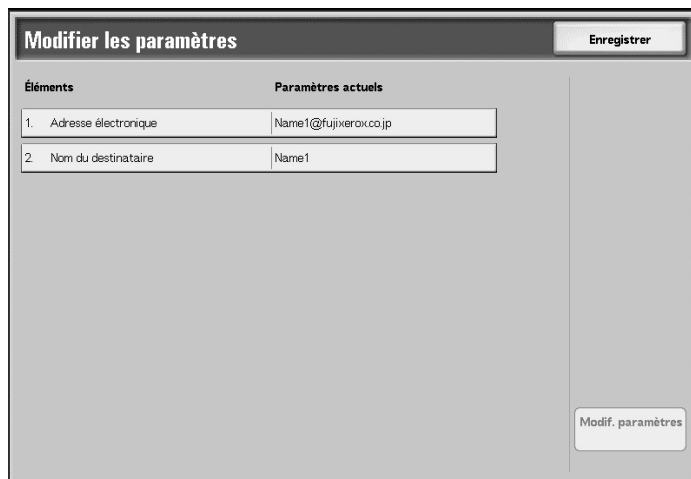 Modifier les paramètres
Enregistrer
Éléments Paramètres actuels
1. Adresse électronique Name1@fujixerox.co.jp
2. Nom du destinataire Name1
Modif. paramètres